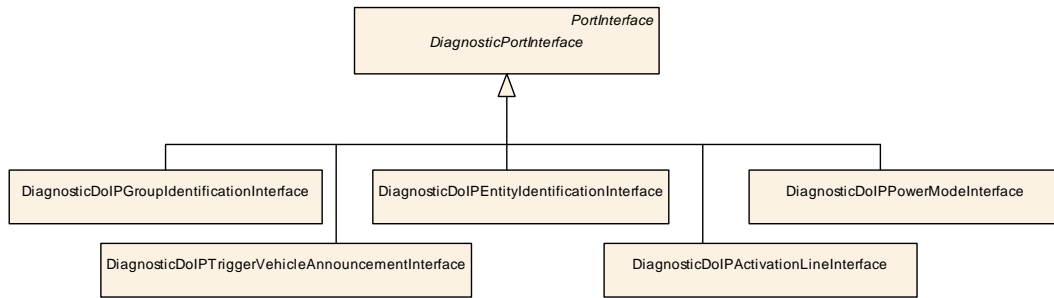 PortInterface
DiagnosticPortInterface
DiagnosticDoIPGroupIdentificationInterface
DiagnosticDoIPEntityIdentificationInterface
DiagnosticDoIPPowerModeInterface
DiagnosticDoIPTriggerVehicleAnnouncementInterface
DiagnosticDoIPActivationLineInterface